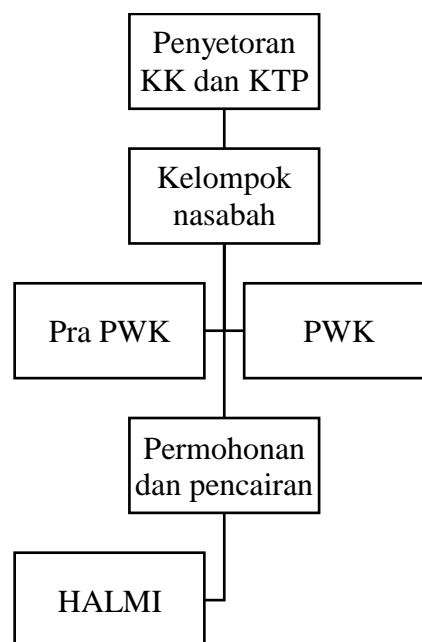 Penyetoran
KK dan KTP
Kelompok
nasabah
Pra PWK
PWK
Permohonan
dan pencairan
HALMI